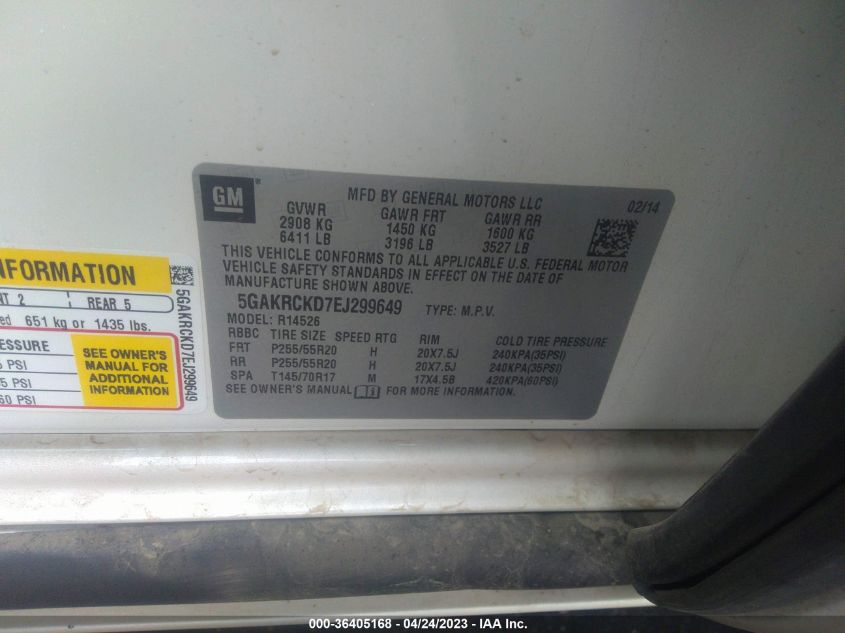 GM
®
MFD BY GENERAL MOTORS LLC
02/14
GVWR GAWR FRT GAWR RR
2908 KG 1450 KG 1600 KG
6411 LB 3196 LB 3527 LB
THIS VEHICLE CONFORMS TO ALL APPLICABLE U.S. FEDERAL MOTOR
VEHICLE SAFETY STANDARDS IN EFFECT ON THE DATE OF
MANUFACTURE SHOWN ABOVE.
5GAKRCKD7EJ299649 TYPE: M.P.V.
MODEL: R14526
RBBC TIRE SIZE SPEED RTG RIM COLD TIRE PRESSURE
FRT P255/55R20 H 20X7.5J 240KPA(35PSI)
RR P255/55R20 H 20X7.5J 240KPA(35PSI)
SPA T145/70R17 M 17X4.5B 420KPA(60PSI)
SEE OWNER'S MANUAL FOR MORE INFORMATION.
NFORMATION
2 REAR 5
651 kg or 1435 lbs.
SEE OWNER'S
MANUAL FOR
ADDITIONAL
INFORMATION
PSI
5 PSI
60 PSI
5GAKRCKD7EJ299649
000-36405168 - 04/24/2023 - IAA Inc.